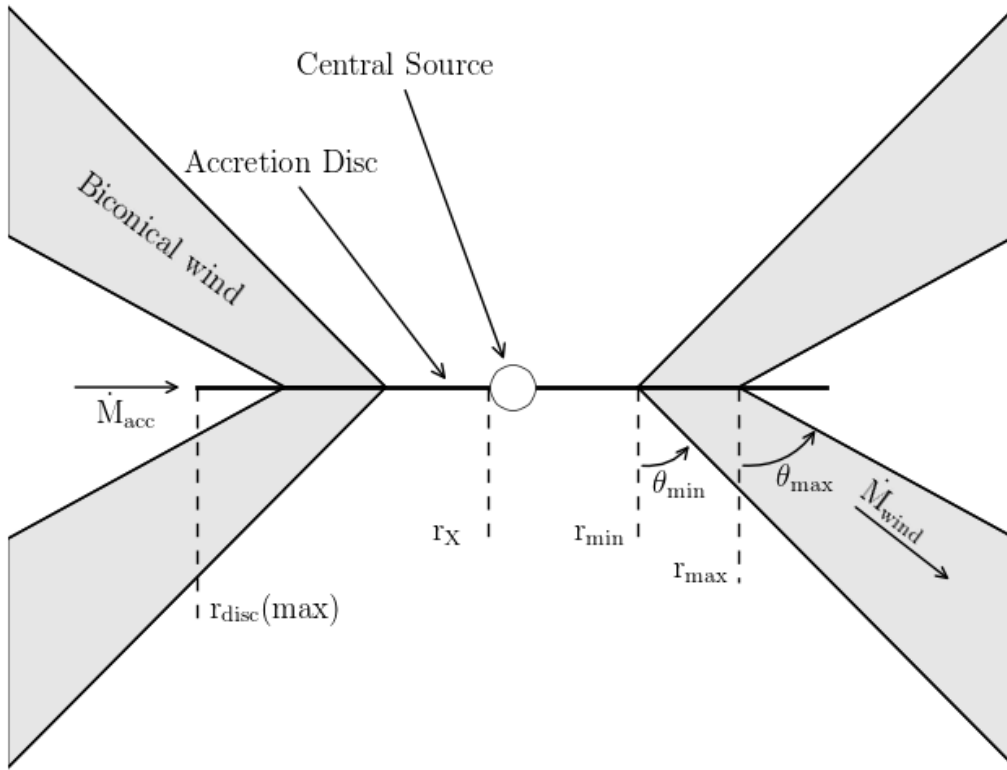 Central Source
Accretion Disc
Biconical wind
Ṁacc
θmin
θmax
Ṁwind
rX
rmin
rmax
rdisc(max)